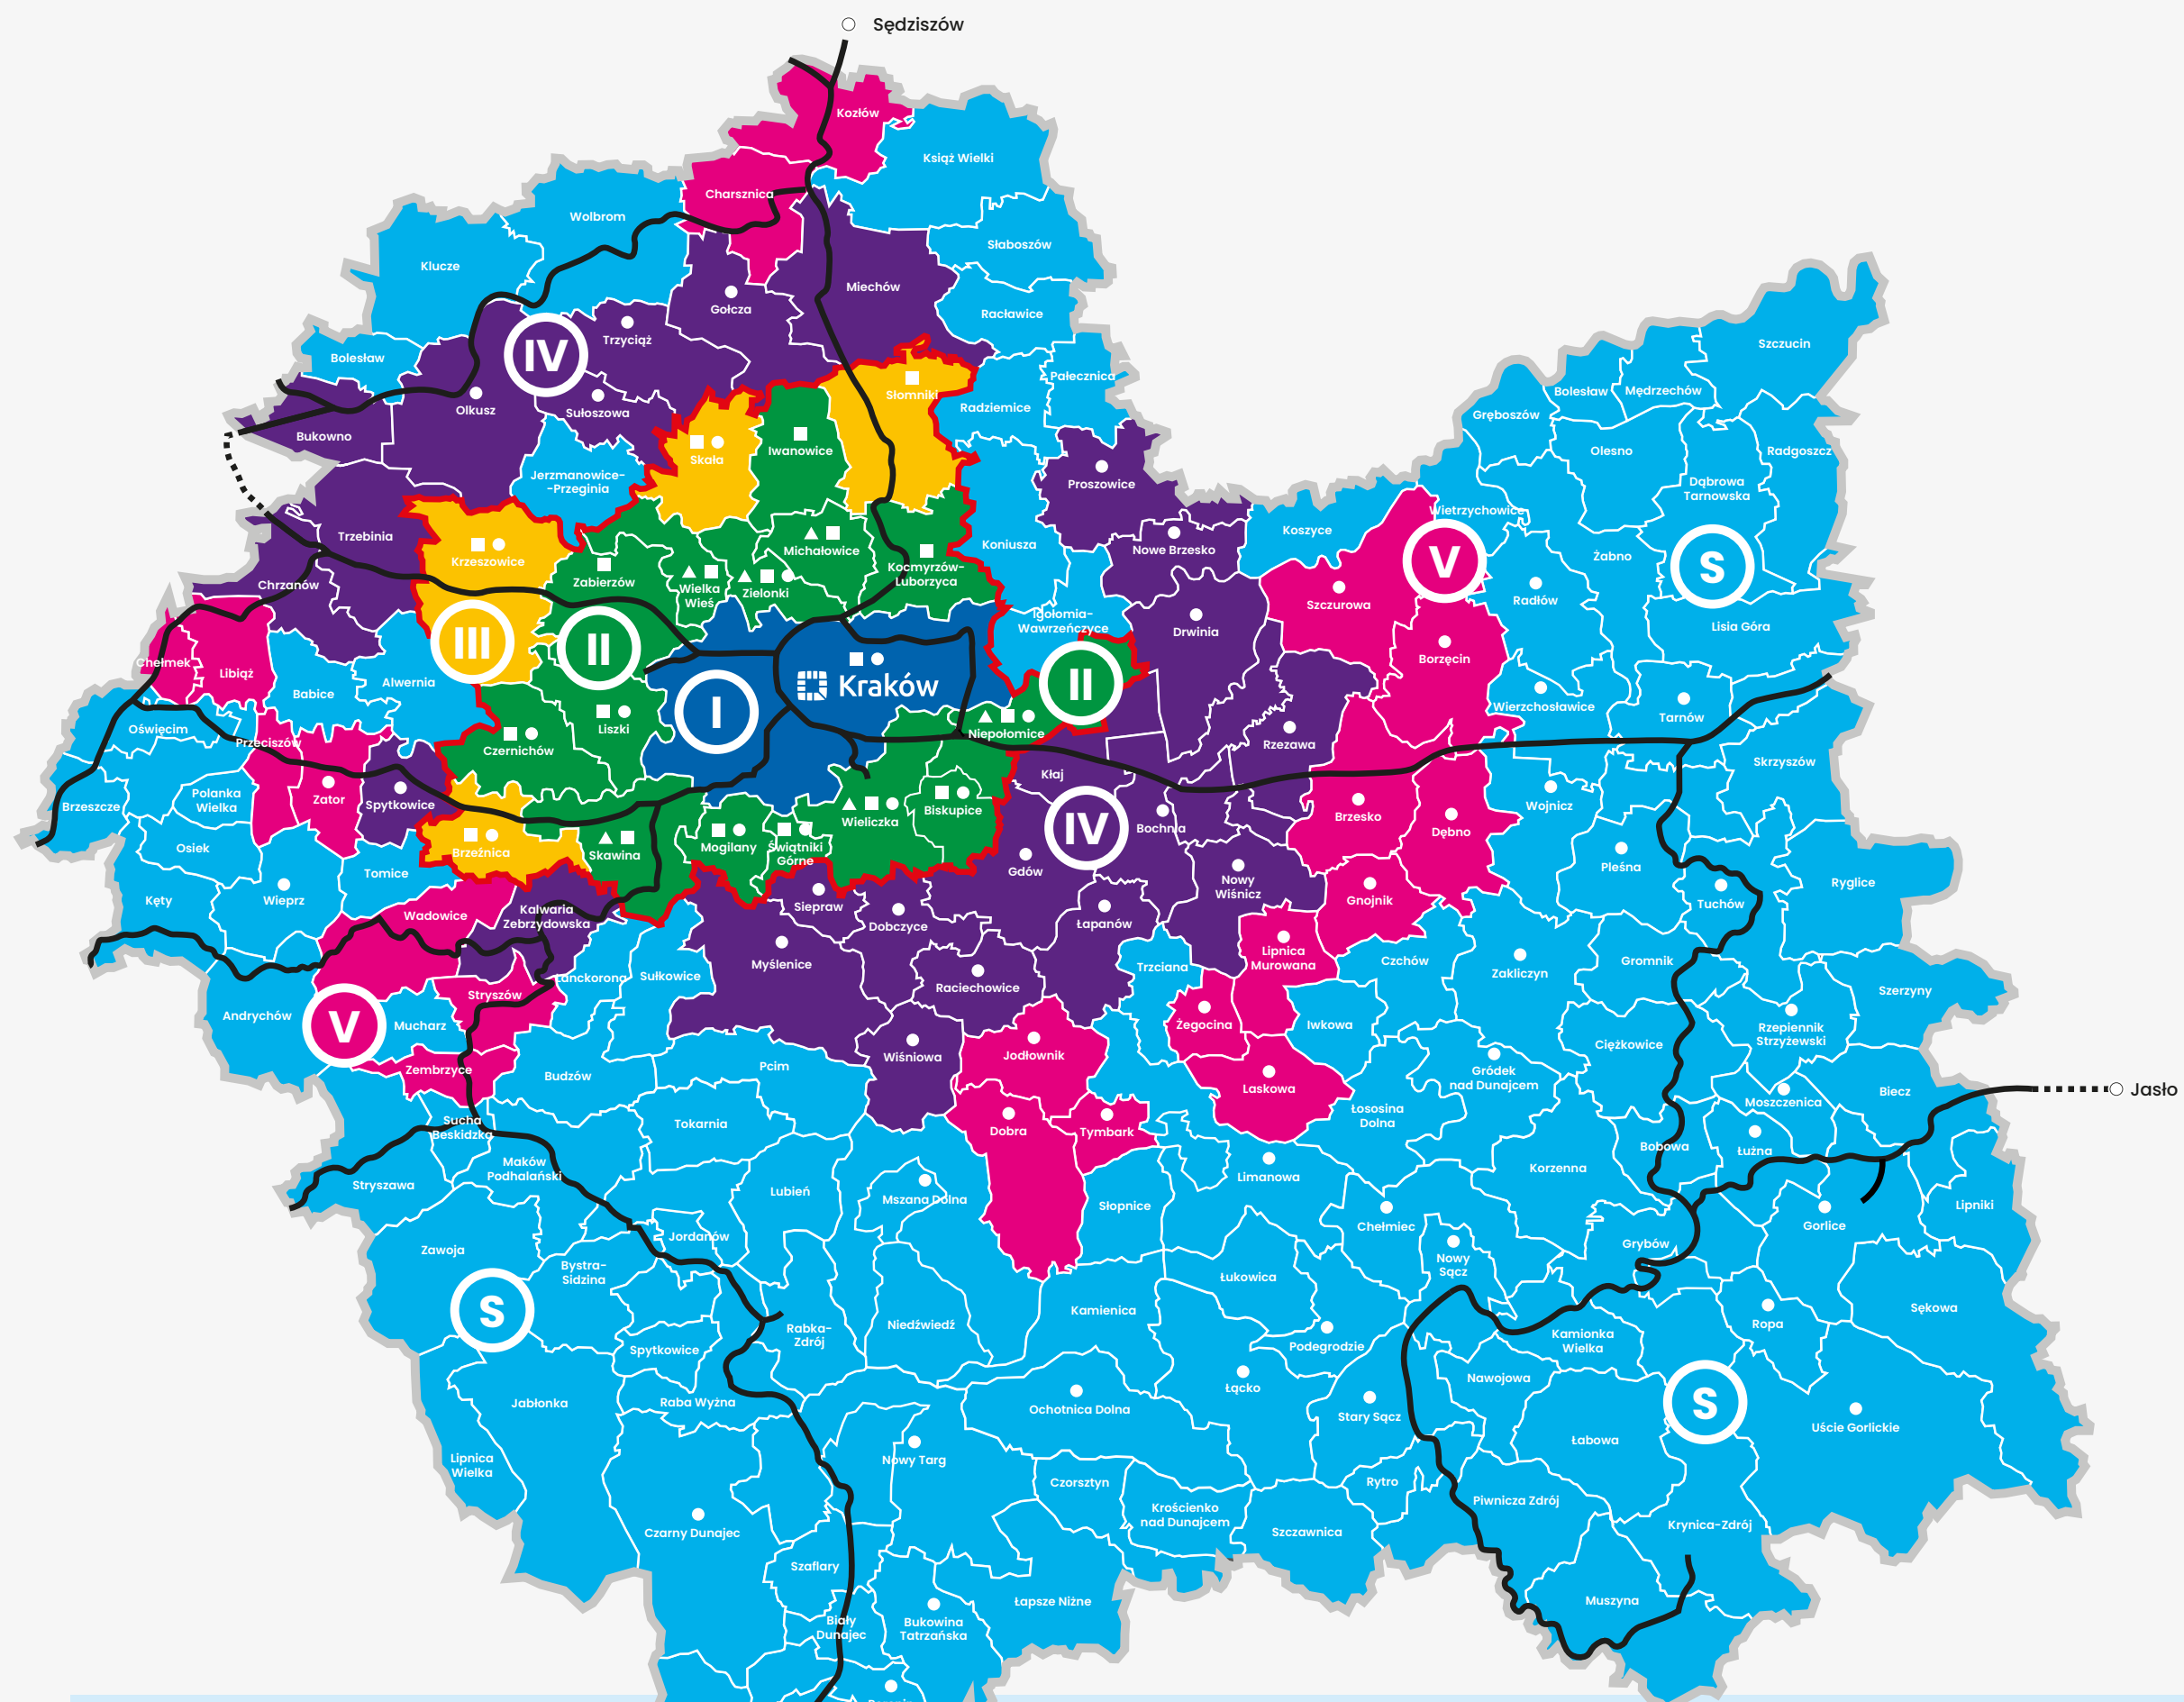 Sędziszów
Kozłów
Książ Wielki
Charsznica
Wolbrom
Słaboszów
Klucze
Miechów
Gołcza
Racławice
Trzyciąż
IV
Szczucin
Bolesław
Pałecznica
Słomniki
Bolesław
Mędrzechów
Radziemice
Olkusz
Sułoszowa
Gręboszów
Bukowno
Iwanowice
Olesno
Radgoszcz
Skała
Jerzmanowice-
-Przeginia
Proszowice
Dąbrowa
Tarnowska
Wietrzychowice
Trzebinia
Koszyce
Koniusza
Michałowice
Nowe Brzesko
Krzeszowice
V
Żabno
S
Kocmyrzów-
Luborzyca
Zabierzów
Chrzanów
Wielka
Wieś
Zielonki
Radłów
Szczurowa
Igołomia-
Wawrzeńczyce
Drwinia
Lisia Góra
III
II
Chełmek
Libiąż
Borzęcin
Kraków
II
Alwernia
Babice
I
Wierzchosławice
Tarnów
Oświęcim
Liszki
Niepołomice
Przeciszów
Czernichów
Rzezawa
Skrzyszów
Kłaj
Polanka
Wielka
Zator
Spytkowice
Brzeszcze
Wojnicz
Biskupice
Wieliczka
Brzesko
IV
Bochnia
Dębno
Osiek
Mogilany
Świątniki
Górne
Brzeźnica
Skawina
Pleśna
Tomice
Gdów
Nowy
Wiśnicz
Ryglice
Kęty
Wieprz
Gnojnik
Siepraw
Tuchów
Wadowice
Kalwaria
Zebrzydowska
Dobczyce
Łapanów
Lipnica
Murowana
Myślenice
Trzciana
Czchów
Gromnik
Sułkowice
Lanckorona
Zakliczyn
Raciechowice
Stryszów
Szerzyny
Andrychów
V
Mucharz
Żegocina
Iwkowa
Rzepiennik
Strzyżewski
Ciężkowice
Wiśniowa
Jodłownik
Pcim
Zembrzyce
Budzów
Gródek
nad Dunajcem
Laskowa
Jasło
Biecz
Moszczenica
Łososina
Dolna
Sucha
Beskidzka
Tokarnia
Dobra
Tymbark
Bobowa
Łużna
Maków
Podhalański
Korzenna
Limanowa
Stryszawa
Lubień
Mszana Dolna
Słopnice
Lipniki
Chełmiec
Gorlice
Jordanów
Grybów
Zawoja
Nowy
Sącz
Bystra-
Sidzina
Łukowica
S
Kamienica
Sękowa
Niedźwiedź
Ropa
Rabka-
Zdrój
Kamionka
Wielka
Podegrodzie
Spytkowice
Nawojowa
Łącko
Jabłonka
Raba Wyżna
S
Ochotnica Dolna
Stary Sącz
Uście Gorlickie
Łabowa
Nowy Targ
Lipnica
Wielka
Czorsztyn
Rytro
Piwnicza Zdrój
Krościenko
nad Dunajcem
Krynica-Zdrój
Czarny Dunajec
Szczawnica
Szaflary
Łapsze Niżne
Muszyna
Biały
Dunajec
Bukowina
Tatrzańska